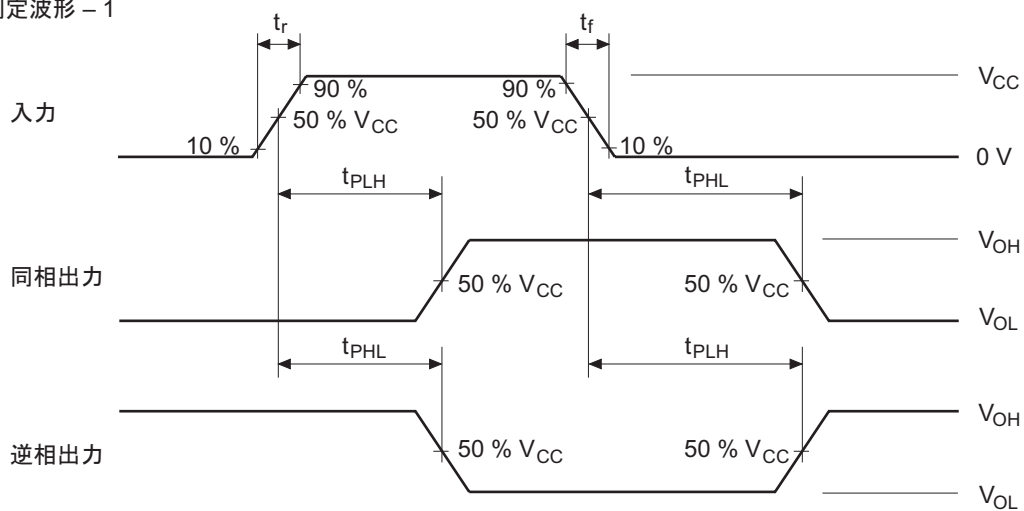 定波形 – 1
tr
tf
入力
90 %
90 %
VCC
50 % VCC
50 % VCC
10 %
10 %
0 V
tPLH
tPHL
同相出力
VOH
50 % VCC
50 % VCC
VOL
tPHL
tPLH
逆相出力
VOH
50 % VCC
50 % VCC
VOL